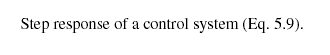 Step response of a control system (Eq. 5.9).